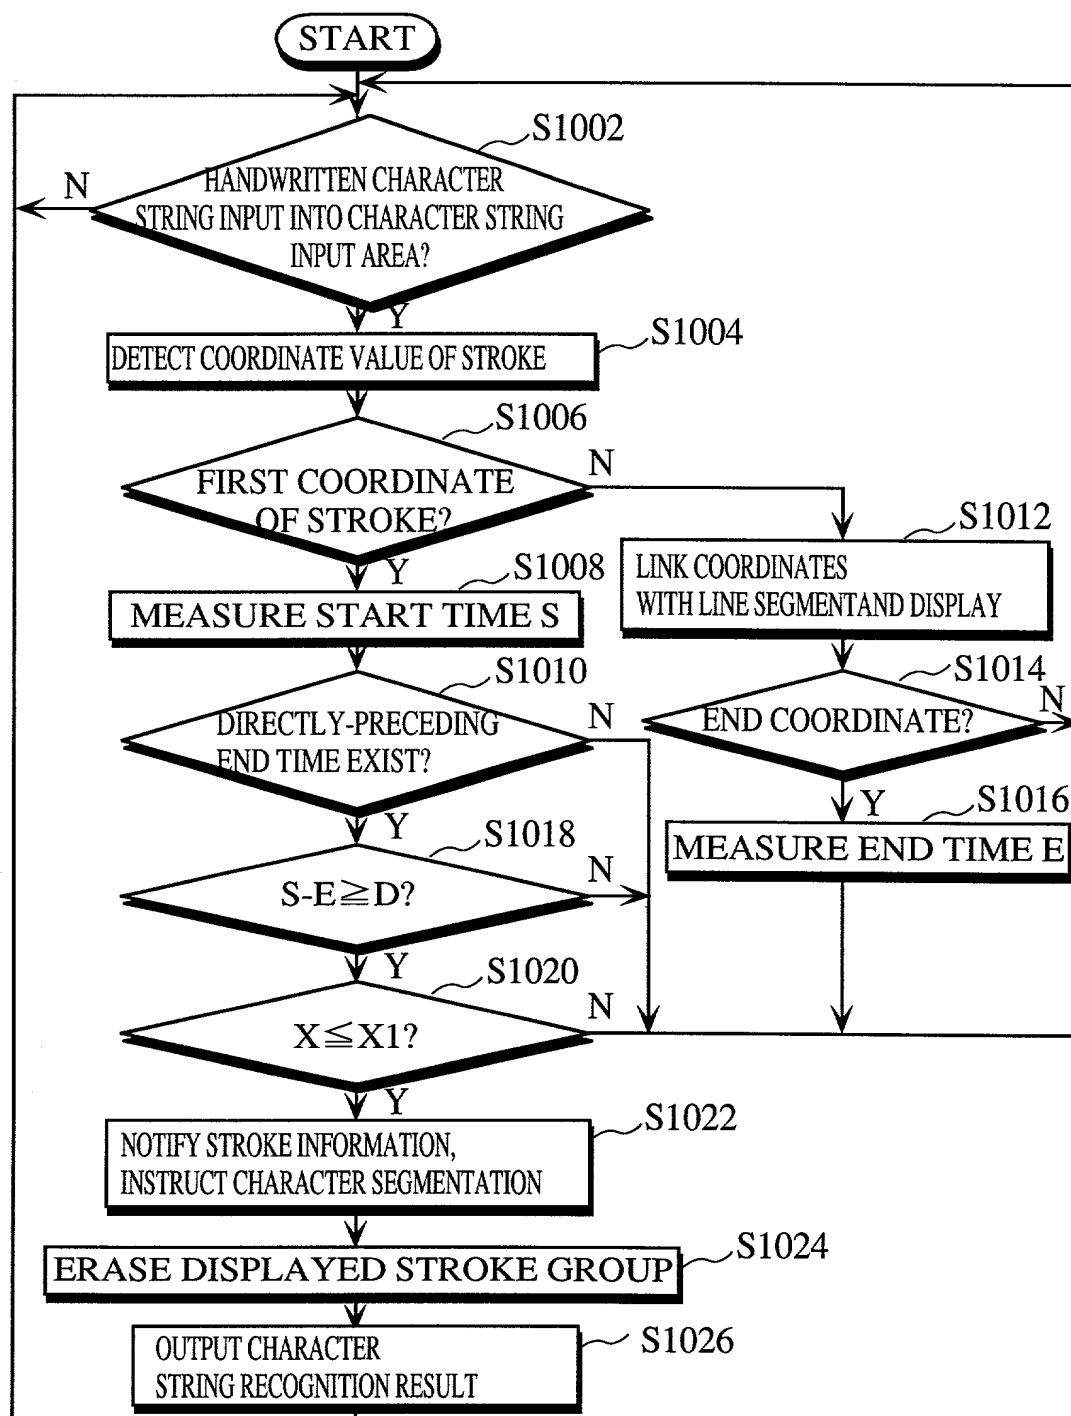 START
S1002
HANDWRITTEN CHARACTER
STRING INPUT INTO CHARACTER STRING
INPUT AREA?
N
Y
S1004
DETECT COORDINATE VALUE OF STROKE
S1006
FIRST COORDINATE
OF STROKE?
N
Y
S1012
LINK COORDINATES
WITH LINE SEGMENTAND DISPLAY
S1008
MEASURE START TIME S
S1010
DIRECTLY-PRECEDING
END TIME EXIST?
N
Y
S1014
END COORDINATE?
N
Y
S1016
MEASURE END TIME E
S1018
S-E≧D?
N
Y
S1020
X≦X1?
N
Y
S1022
NOTIFY STROKE INFORMATION,
INSTRUCT CHARACTER SEGMENTATION
S1024
ERASE DISPLAYED STROKE GROUP
S1026
OUTPUT CHARACTER
STRING RECOGNITION RESULT